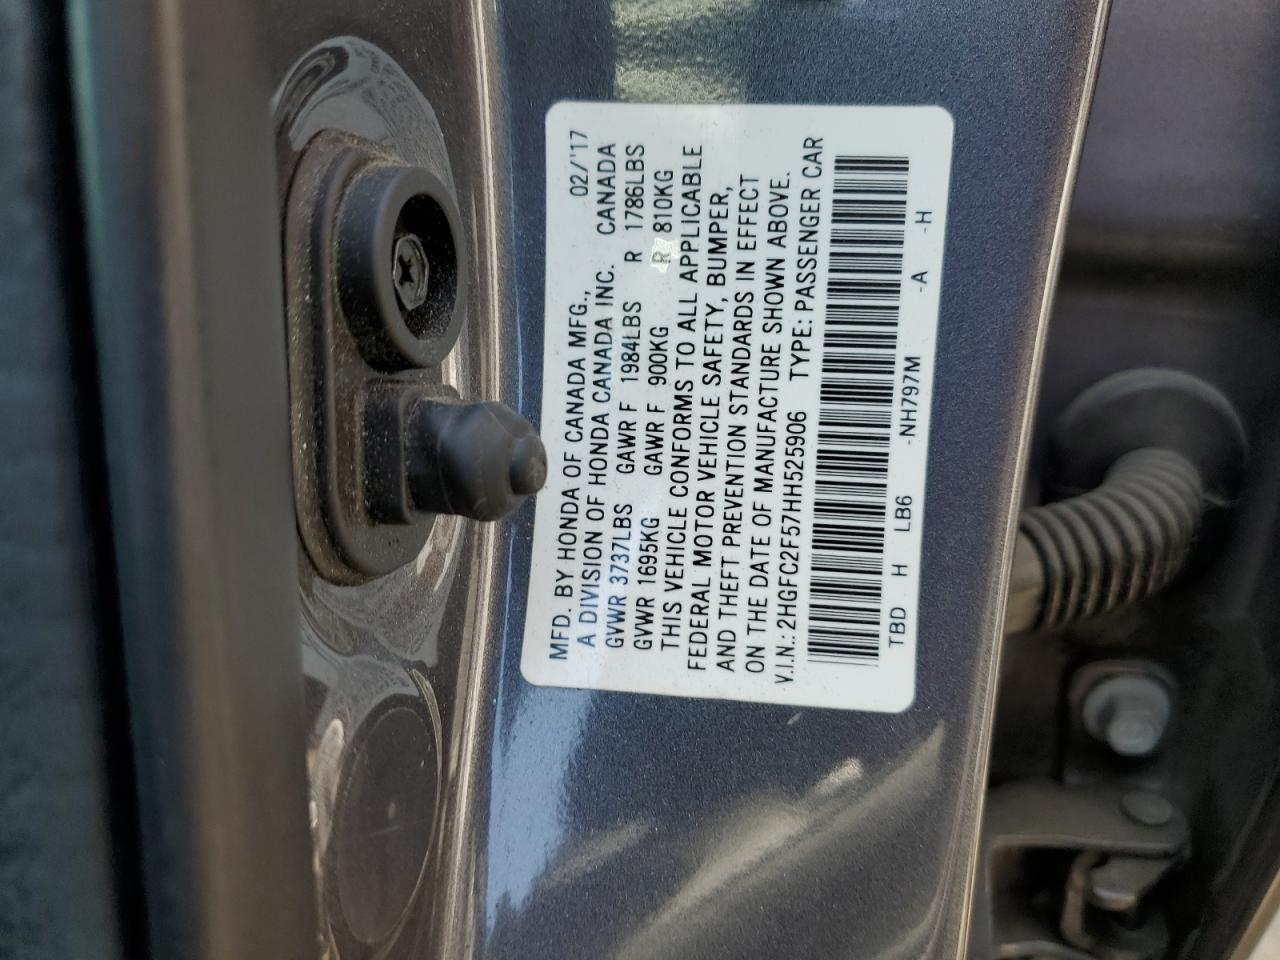 MFD. BY HONDA OF CANADA MFG., 02/'17
A DIVISION OF HONDA CANADA INC. CANADA
GVWR 3737LBS GAWR F 1984LBS R 1786LBS
GVWR 1695KG GAWR F 900KG R 810KG
THIS VEHICLE CONFORMS TO ALL APPLICABLE
FEDERAL MOTOR VEHICLE SAFETY, BUMPER,
AND THEFT PREVENTION STANDARDS IN EFFECT
ON THE DATE OF MANUFACTURE SHOWN ABOVE.
V.I.N.: 2HGFC2F57HH525906 TYPE: PASSENGER CAR
TBD H LB6 -NH797M -A -H